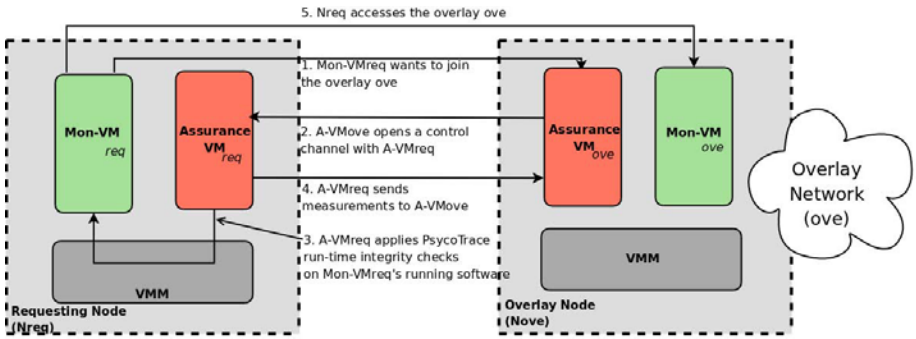 5. Nreq accesses the overlay ove
1. Mon-VMreq wants to join
the overlay ove
Mon-VM
req
Assurance
VM
req
2. A-VMove opens a control
channel with A-VMreq
4. A-VMreq sends
measurements to A-VMove
3. A-VMreq applies PsycoTrace
run-time integrity checks
on Mon-VMreq's running software
VMM
Requesting Node
(Nreq)
Assurance
VM
ove
Mon-VM
ove
VMM
Overlay Node
(Nove)
Overlay
Network
(ove)